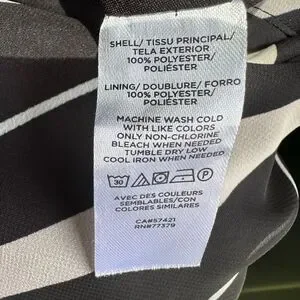 SHELL/ TISSU PRINCIPAL/
TELA EXTERIOR
100% POLYESTER/
POLIÉSTER
LINING/ DOUBLURE/ FORRO
100% POLYESTER/
POLIÉSTER
MACHINE WASH COLD
WITH LIKE COLORS
ONLY NON-CHLORINE
BLEACH WHEN NEEDED
TUMBLE DRY LOW
COOL IRON WHEN NEEDED
30 P
AVEC DES COULEURS
SEMBLABLES/CON
COLORES SIMILARES
CA#57421
RN#77379